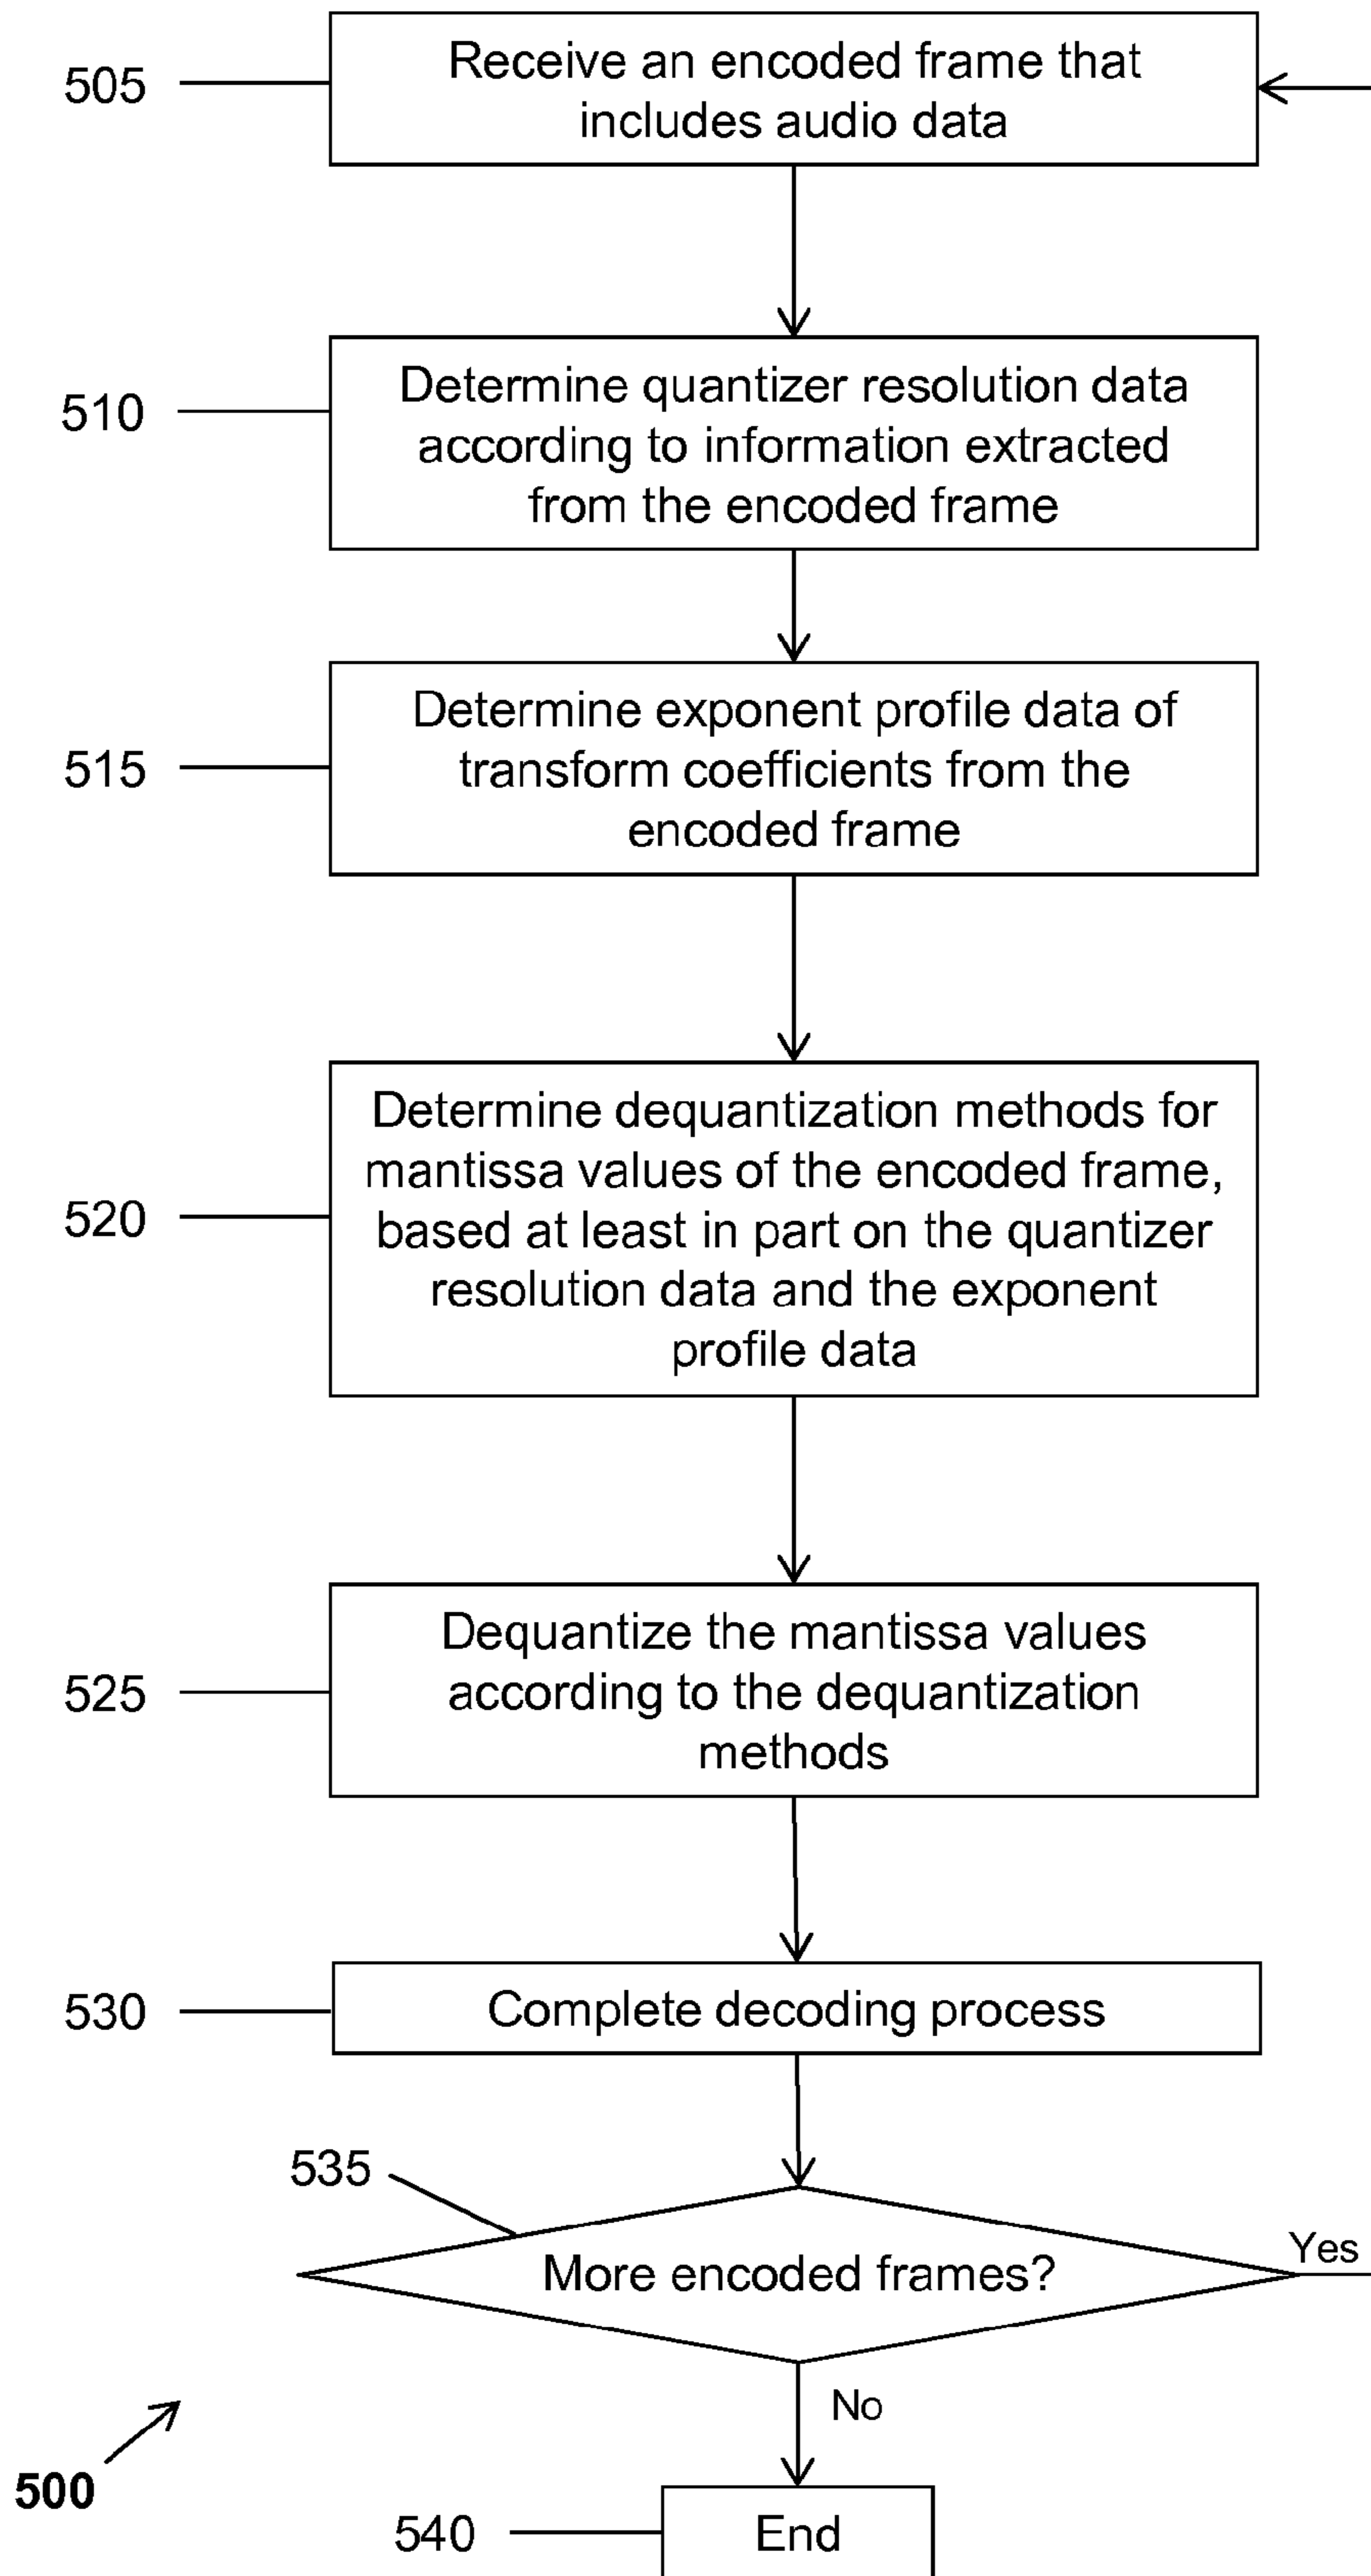 505
Receive an encoded frame that
includes audio data
510
Determine quantizer resolution data
according to information extracted
from the encoded frame
515
Determine exponent profile data of
transform coefficients from the
encoded frame
520
Determine dequantization methods for
mantissa values of the encoded frame,
based at least in part on the quantizer
resolution data and the exponent
profile data
525
Dequantize the mantissa values
according to the dequantization
methods
530
Complete decoding process
535
More encoded frames?
Yes
No
500
540
End